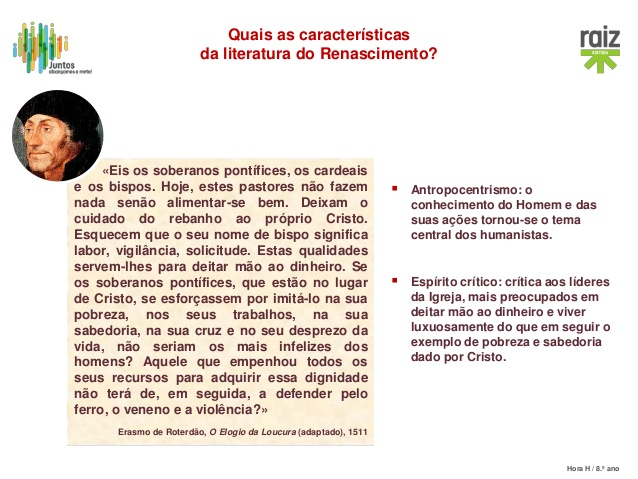 Quais as características
da literatura do Renascimento?
Juntos
alcançamos a meta!
raiz
EDITORA
«Eis os soberanos pontífices, os cardeais
e os bispos. Hoje, estes pastores não fazem
nada senão alimentar-se bem. Deixam o
cuidado do rebanho ao próprio Cristo.
Esquecem que o seu nome de bispo significa
labor, vigilância, solicitude. Estas qualidades
servem-lhes para deitar mão ao dinheiro. Se
os soberanos pontífices, que estão no lugar
de Cristo, se esforçassem por imitá-lo na sua
pobreza, nos seus trabalhos, na sua
sabedoria, na sua cruz e no seu desprezo da
vida, não seriam os mais infelizes dos
homens? Aquele que empenhou todos os
seus recursos para adquirir essa dignidade
não terá de, em seguida, a defender pelo
ferro, o veneno e a violência?»
Erasmo de Roterdão, O Elogio da Loucura (adaptado), 1511
▪ Antropocentrismo: o
conhecimento do Homem e das
suas ações tornou-se o tema
central dos humanistas.
▪ Espírito crítico: crítica aos líderes
da Igreja, mais preocupados em
deitar mão ao dinheiro e viver
luxuosamente do que em seguir o
exemplo de pobreza e sabedoria
dado por Cristo.
Hora H / 8.º ano